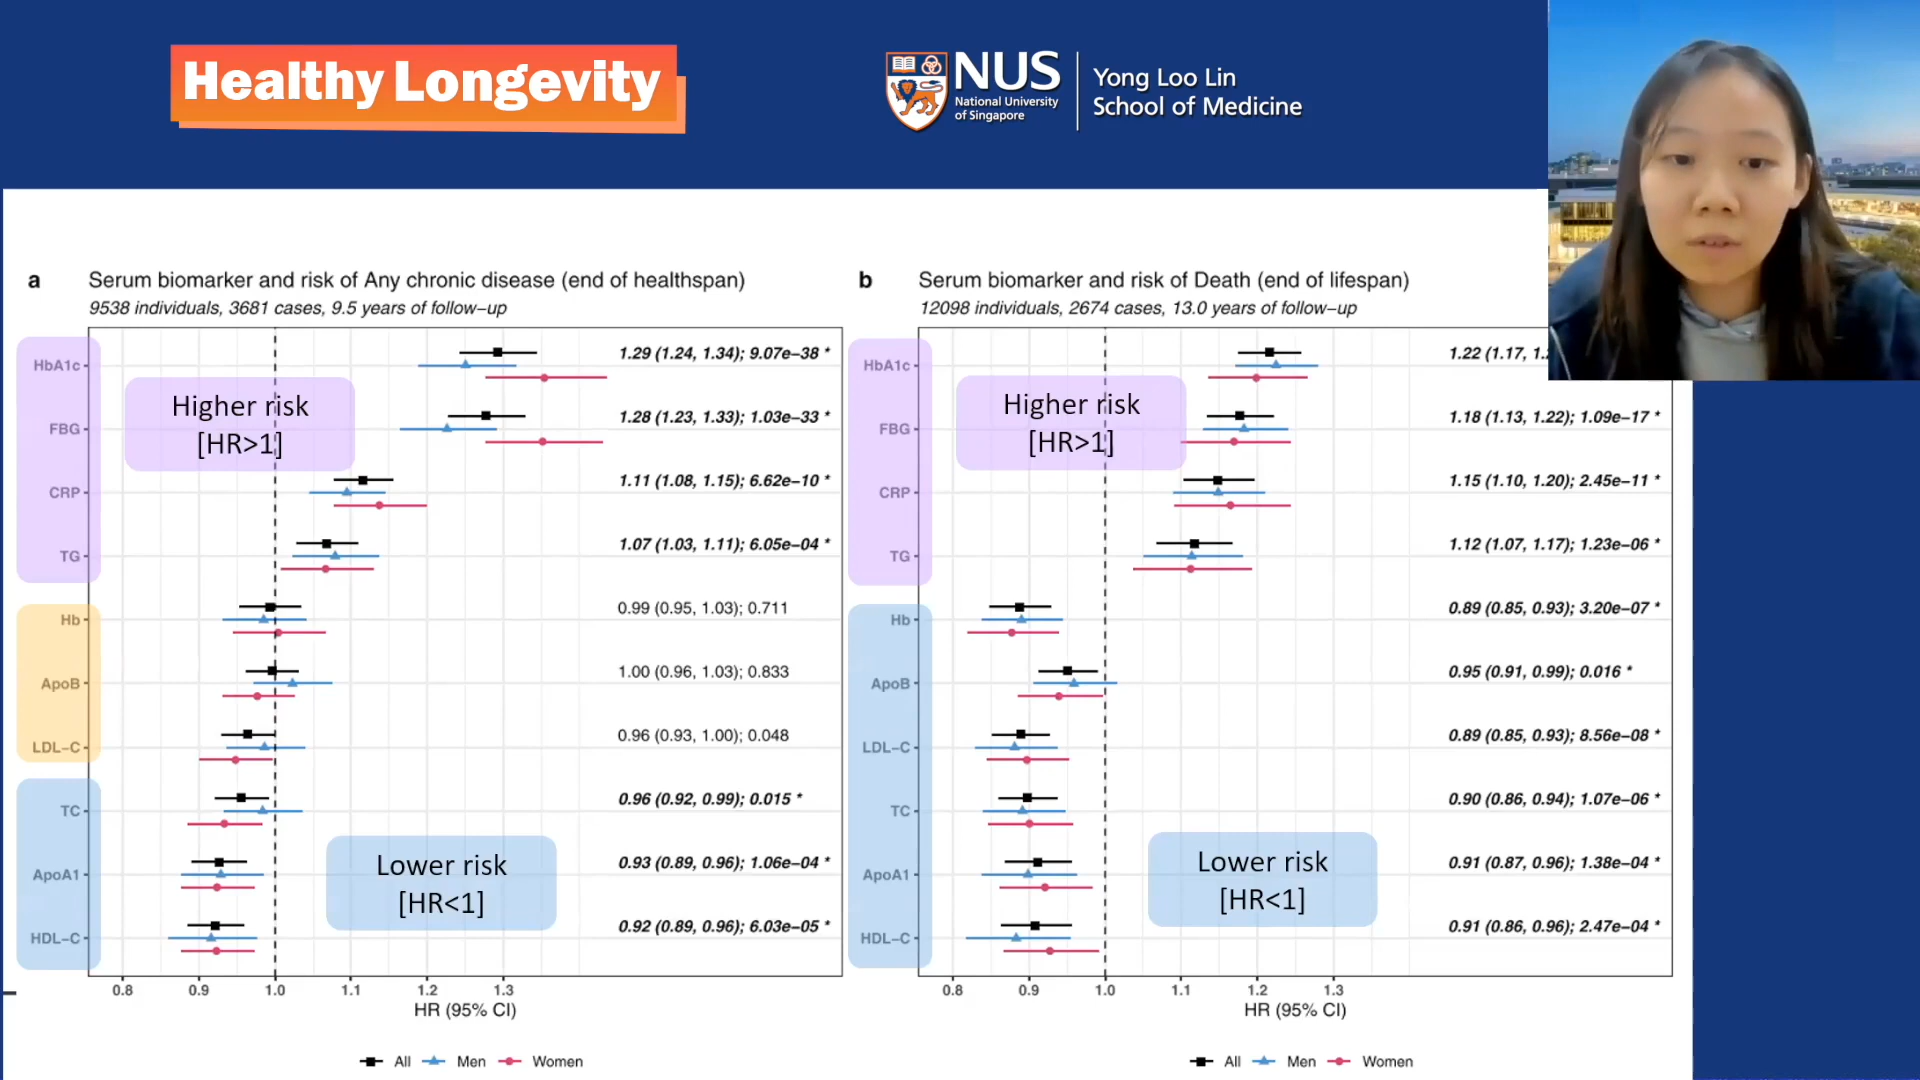 Healthy Longevity
NUS
National University
of Singapore
Yong Loo Lin
School of Medicine
a
Serum biomarker and risk of Any chronic disease (end of healthspan)
9538 individuals, 3681 cases, 9.5 years of follow–up
HbA1c
1.29 (1.24, 1.34); 9.07e–38 *
Higher risk
[HR>1]
FBG
1.28 (1.23, 1.33); 1.03e–33 *
CRP
1.11 (1.08, 1.15); 6.62e–10 *
TG
1.07 (1.03, 1.11); 6.05e–04 *
Hb
0.99 (0.95, 1.03); 0.711
ApoB
1.00 (0.96, 1.03); 0.833
LDL–C
0.96 (0.93, 1.00); 0.048
TC
0.96 (0.92, 0.99); 0.015 *
ApoA1
0.93 (0.89, 0.96); 1.06e–04 *
Lower risk
[HR<1]
HDL–C
0.92 (0.89, 0.96); 6.03e–05 *
0.8 0.9 1.0 1.1 1.2 1.3
HR (95% CI)
All Men Women
b
Serum biomarker and risk of Death (end of lifespan)
12098 individuals, 2674 cases, 13.0 years of follow–up
HbA1c
1.22 (1.17,
Higher risk
[HR>1]
FBG
1.18 (1.13, 1.22); 1.09e–17 *
CRP
1.15 (1.10, 1.20); 2.45e–11 *
TG
1.12 (1.07, 1.17); 1.23e–06 *
Hb
0.89 (0.85, 0.93); 3.20e–07 *
ApoB
0.95 (0.91, 0.99); 0.016 *
LDL–C
0.89 (0.85, 0.93); 8.56e–08 *
TC
0.90 (0.86, 0.94); 1.07e–06 *
ApoA1
0.91 (0.87, 0.96); 1.38e–04 *
Lower risk
[HR<1]
HDL–C
0.91 (0.86, 0.96); 2.47e–04 *
0.8 0.9 1.0 1.1 1.2 1.3
HR (95% CI)
All Men Women